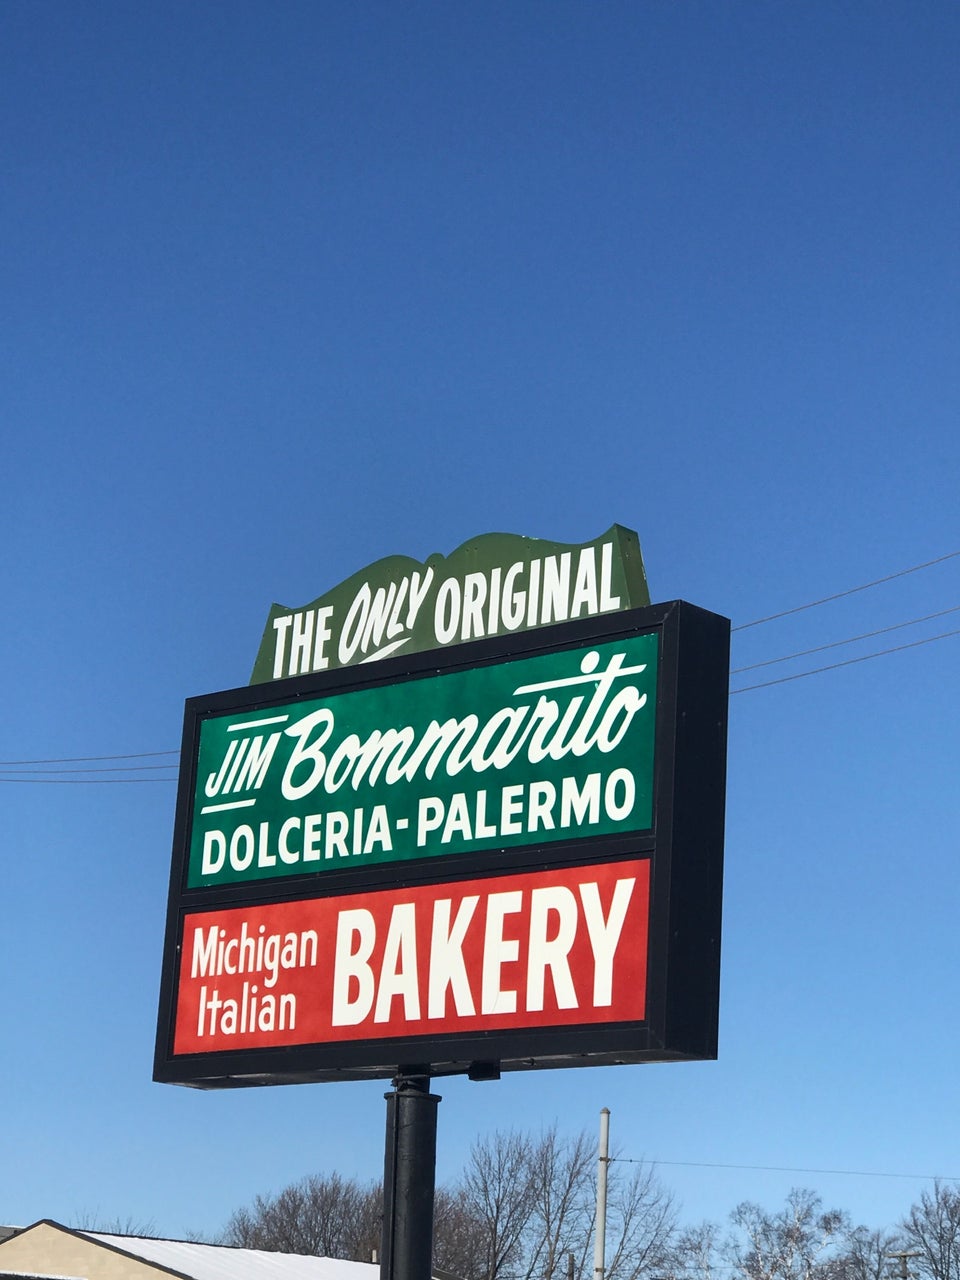 THE ONLY ORIGINAL
JIM Bommarito
DOLCERIA-PALERMO
Michigan
Italian
BAKERY